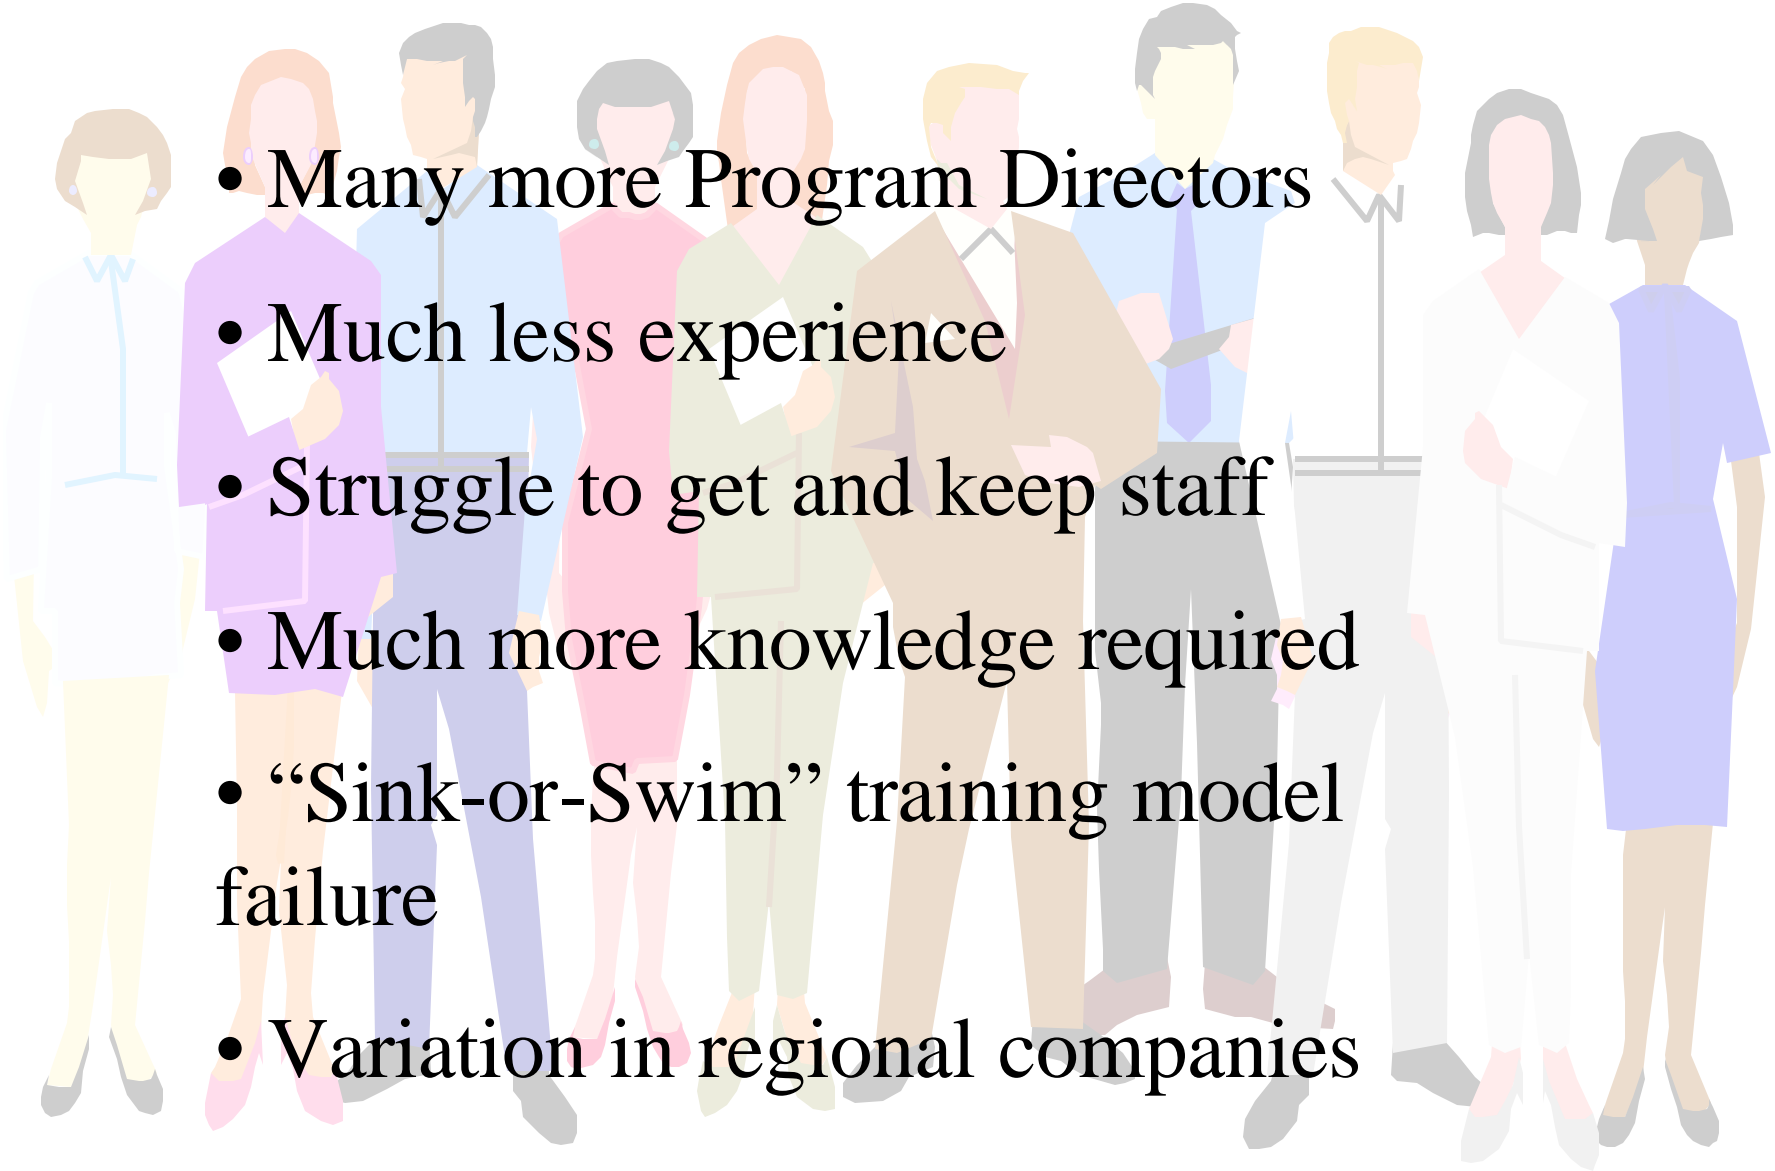 • Many more Program Directors
• Much less experience
• Struggle to get and keep staff
• Much more knowledge required
• “Sink-or-Swim” training model
failure
• Variation in regional companies